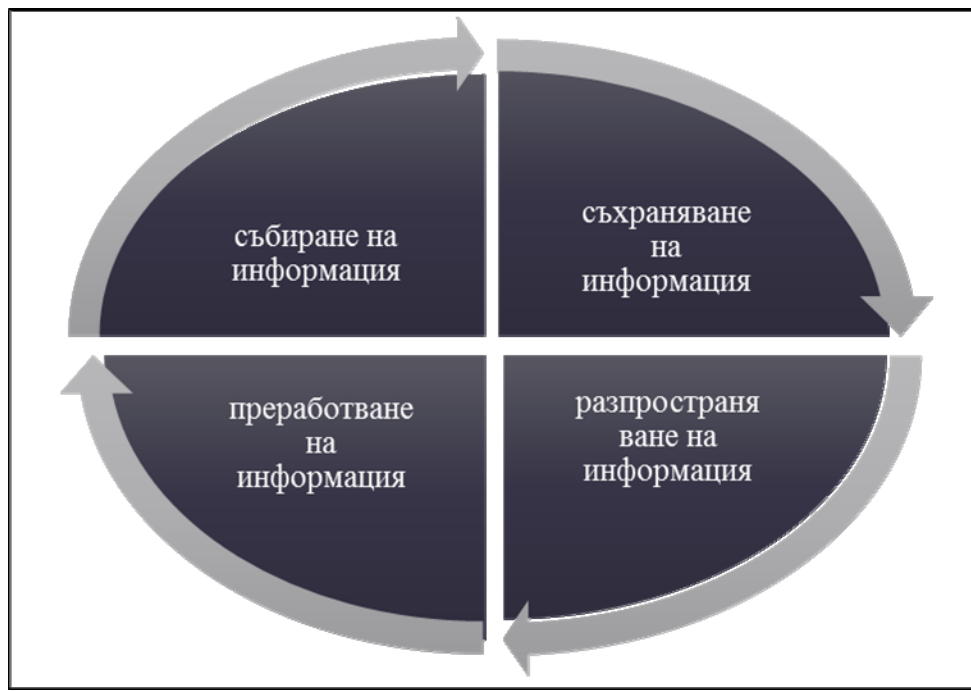 събиране на
информация
съхраняване
на
информация
преработване
на
информация
разпространя
ване на
информация